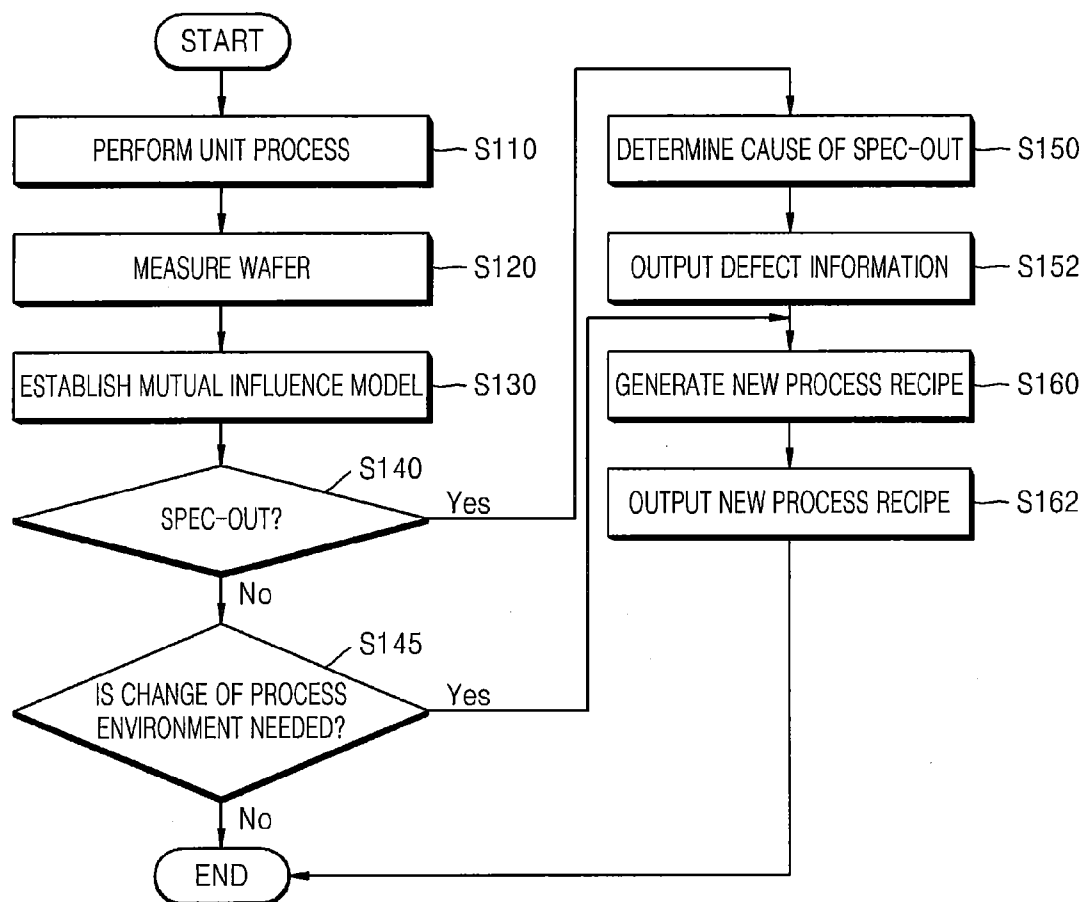 START
PERFORM UNIT PROCESS
S110
MEASURE WAFER
S120
ESTABLISH MUTUAL INFLUENCE MODEL
S130
S140
SPEC-OUT?
Yes
No
S145
IS CHANGE OF PROCESS
ENVIRONMENT NEEDED?
Yes
No
END
DETERMINE CAUSE OF SPEC-OUT
S150
OUTPUT DEFECT INFORMATION
S152
GENERATE NEW PROCESS RECIPE
S160
OUTPUT NEW PROCESS RECIPE
S162